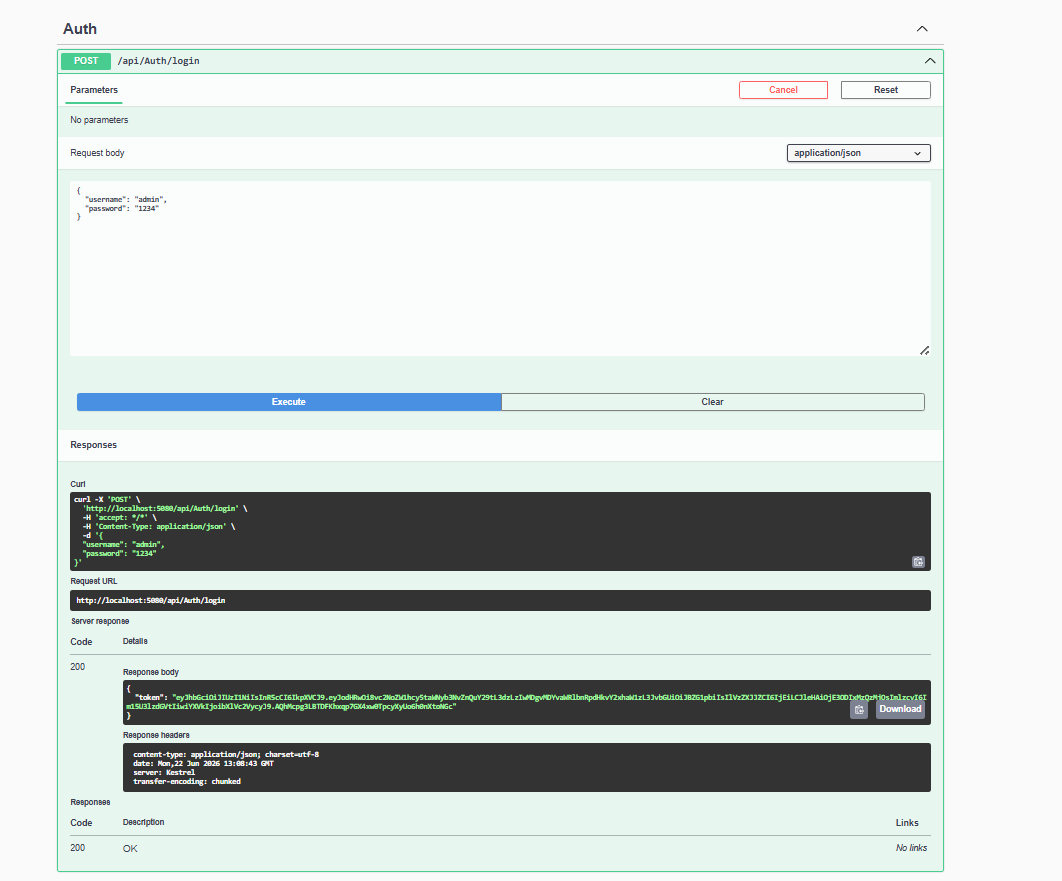 Auth
POST /api/Auth/login
Parameters
Cancel
Reset
No parameters
Request body
application/json
{
  "username": "admin",
  "password": "1234"
}
Execute
Clear
Responses
Curl
curl -X 'POST' \
  'http://localhost:5080/api/Auth/login' \
  -H 'accept: */*' \
  -H 'Content-Type: application/json' \
  -d '{
  "username": "admin",
  "password": "1234"
}'
Request URL
http://localhost:5080/api/Auth/login
Server response
Code Details
200
Response body
{
  "token":
}
Download
Response headers
content-type: application/json; charset=utf-8
date: Mon,22 Jun 2026 13:08:43 GMT
server: Kestrel
transfer-encoding: chunked
Responses
Code Description Links
200 OK No links